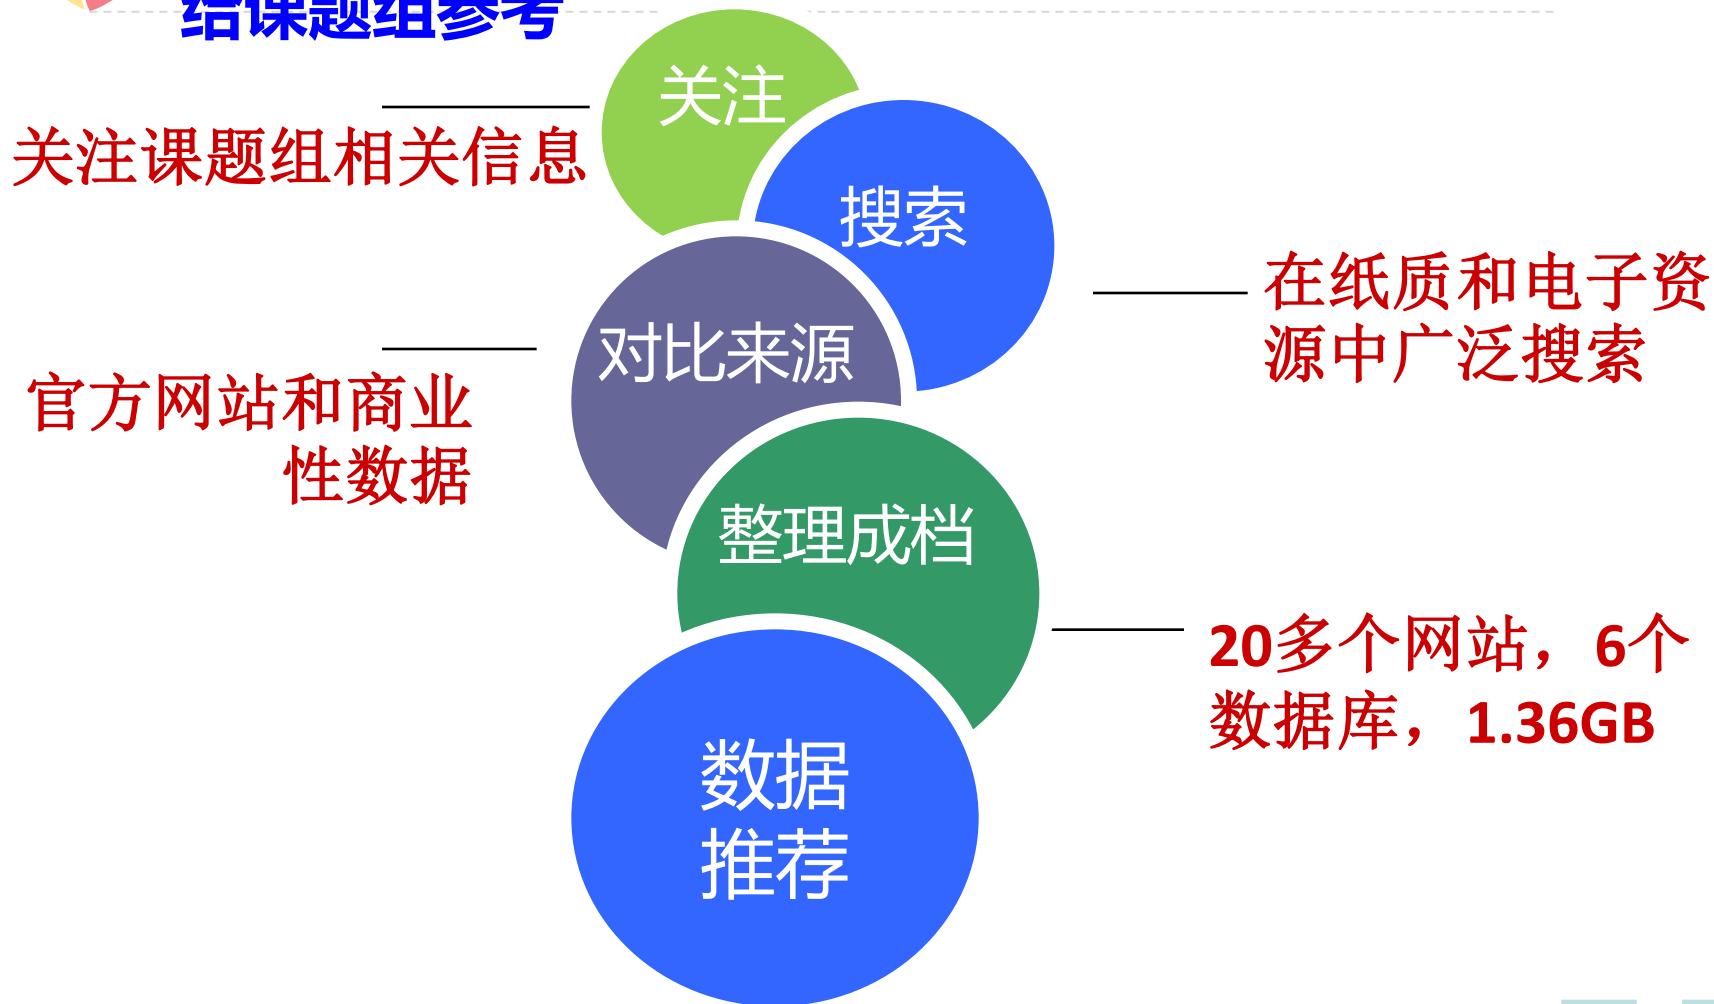 给课题组参考
关注
关注课题组相关信息
搜索
在纸质和电子资
源中广泛搜索
对比来源
官方网站和商业
性数据
整理成档
20多个网站，6个
数据库，1.36GB
数据
推荐